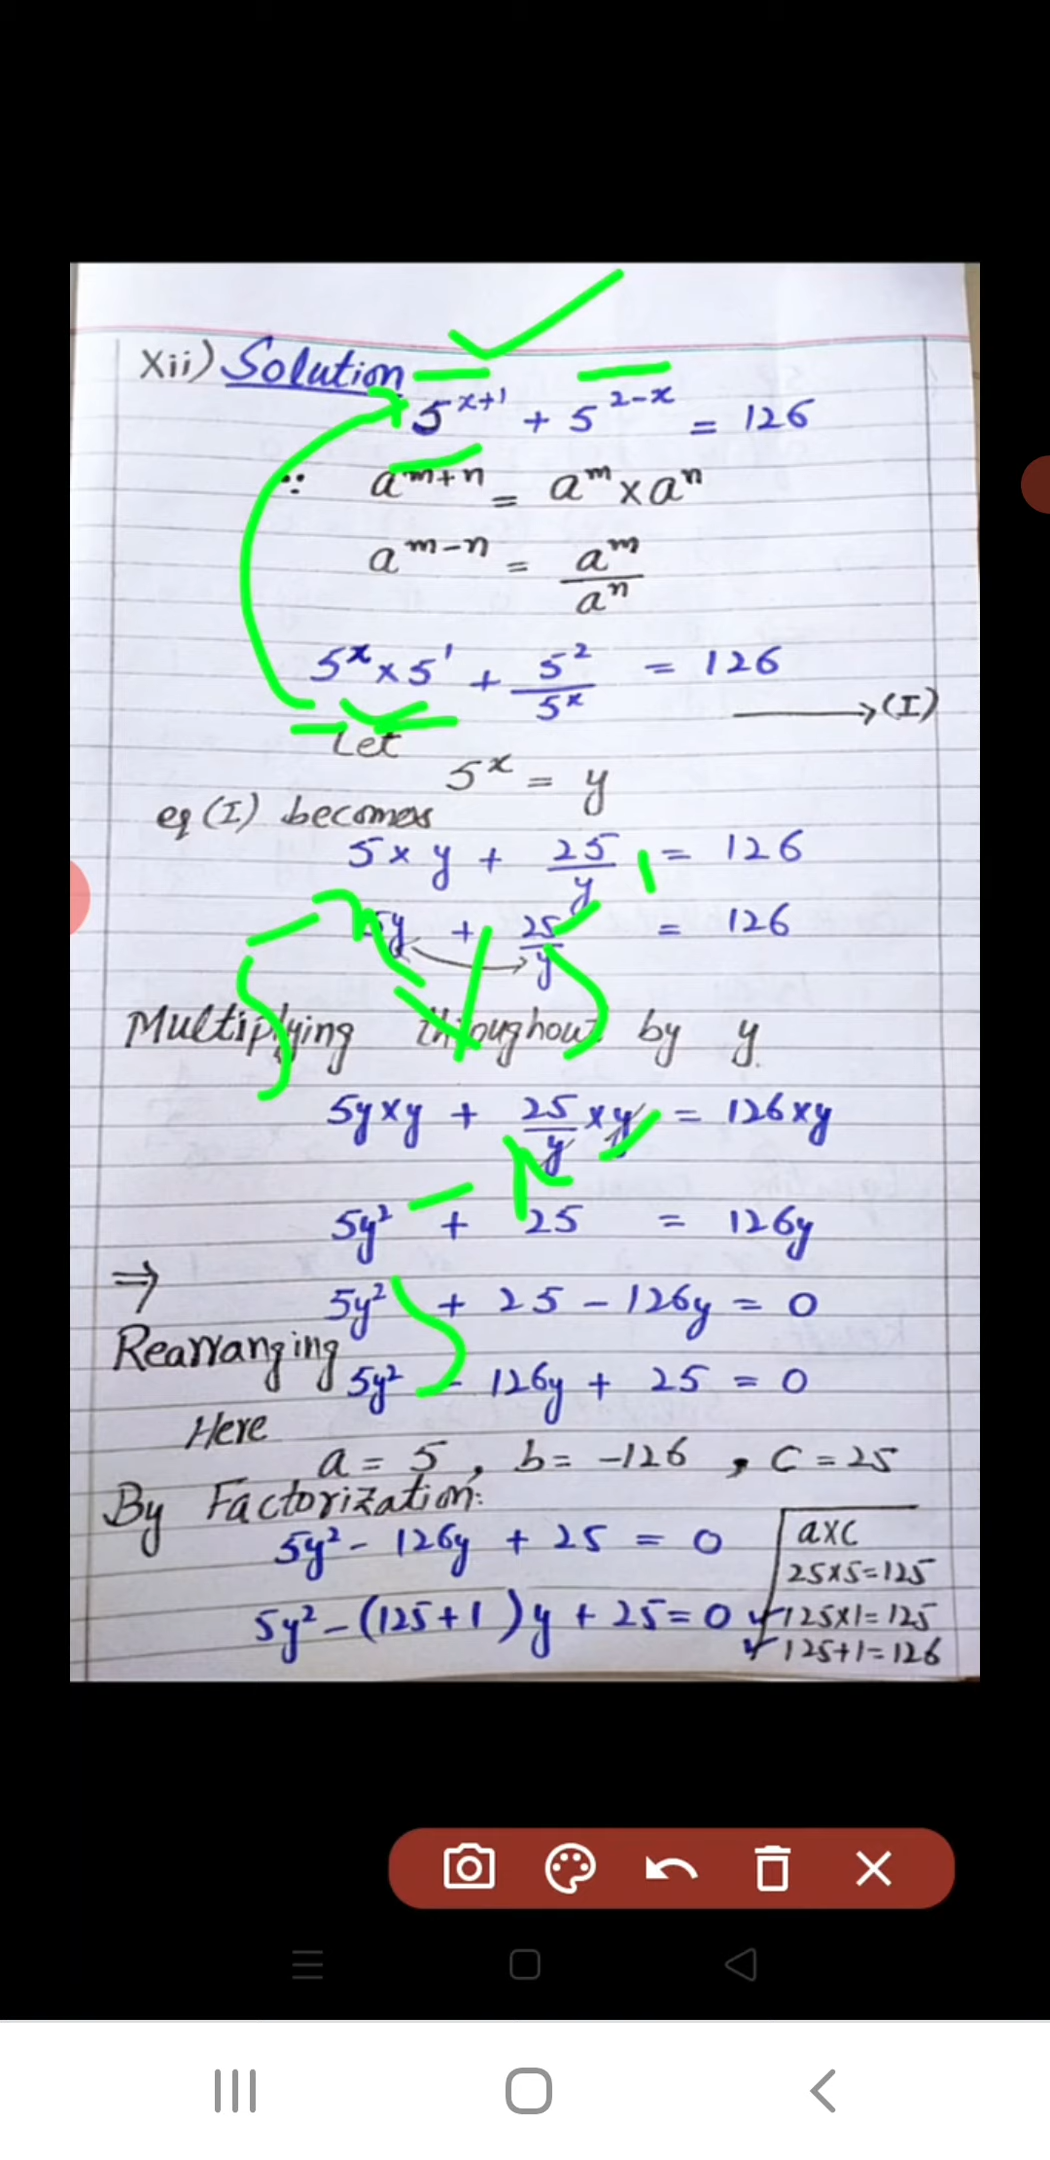 Xii) Solution
5^{x+1} + 5^{2-x} = 126
∵ a^{m+n} = a^m × a^n
a^{m-n} = a^m / a^n
5^x × 5^1 + 5^2 / 5^x = 126 → (I)
Let
5^x = y
eq (I) becomes
5 × y + 25/y = 126
5y + 25/y = 126
Multiplying throughout by y.
5y×y + 25/y × y = 126×y
5y² + 25 = 126y
⇒ 5y² + 25 - 126y = 0
Rearranging
5y² - 126y + 25 = 0
Here
a = 5 , b = -126 , C = 25
By Factorization:
5y² - 126y + 25 = 0
5y² - (125+1)y + 25 = 0
axc
25×5=125
125×1=125
125+1=126